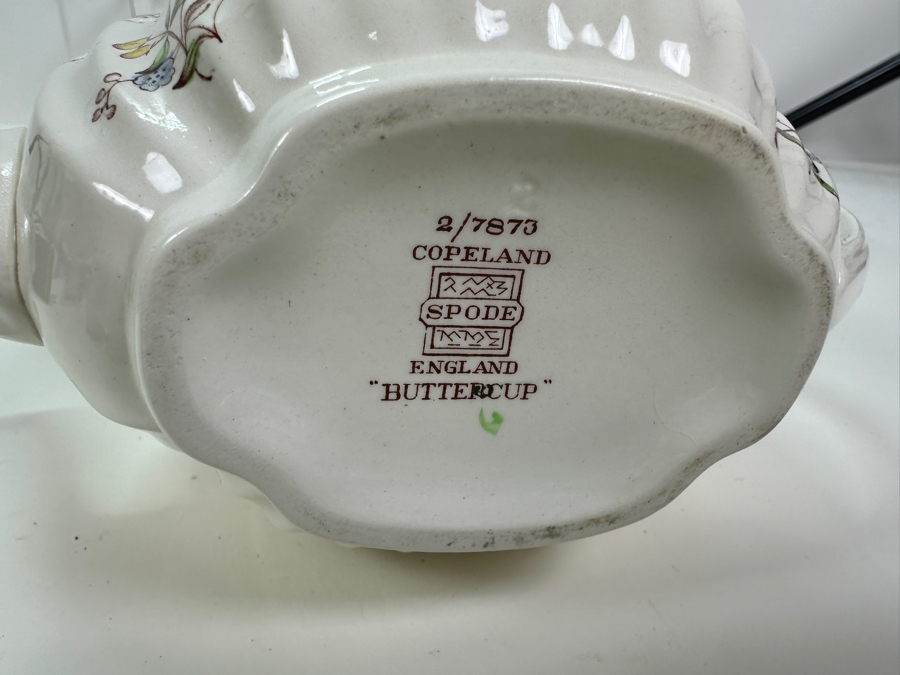 2/7873
COPELAND
SPODE
ENGLAND
"BUTTERCUP"